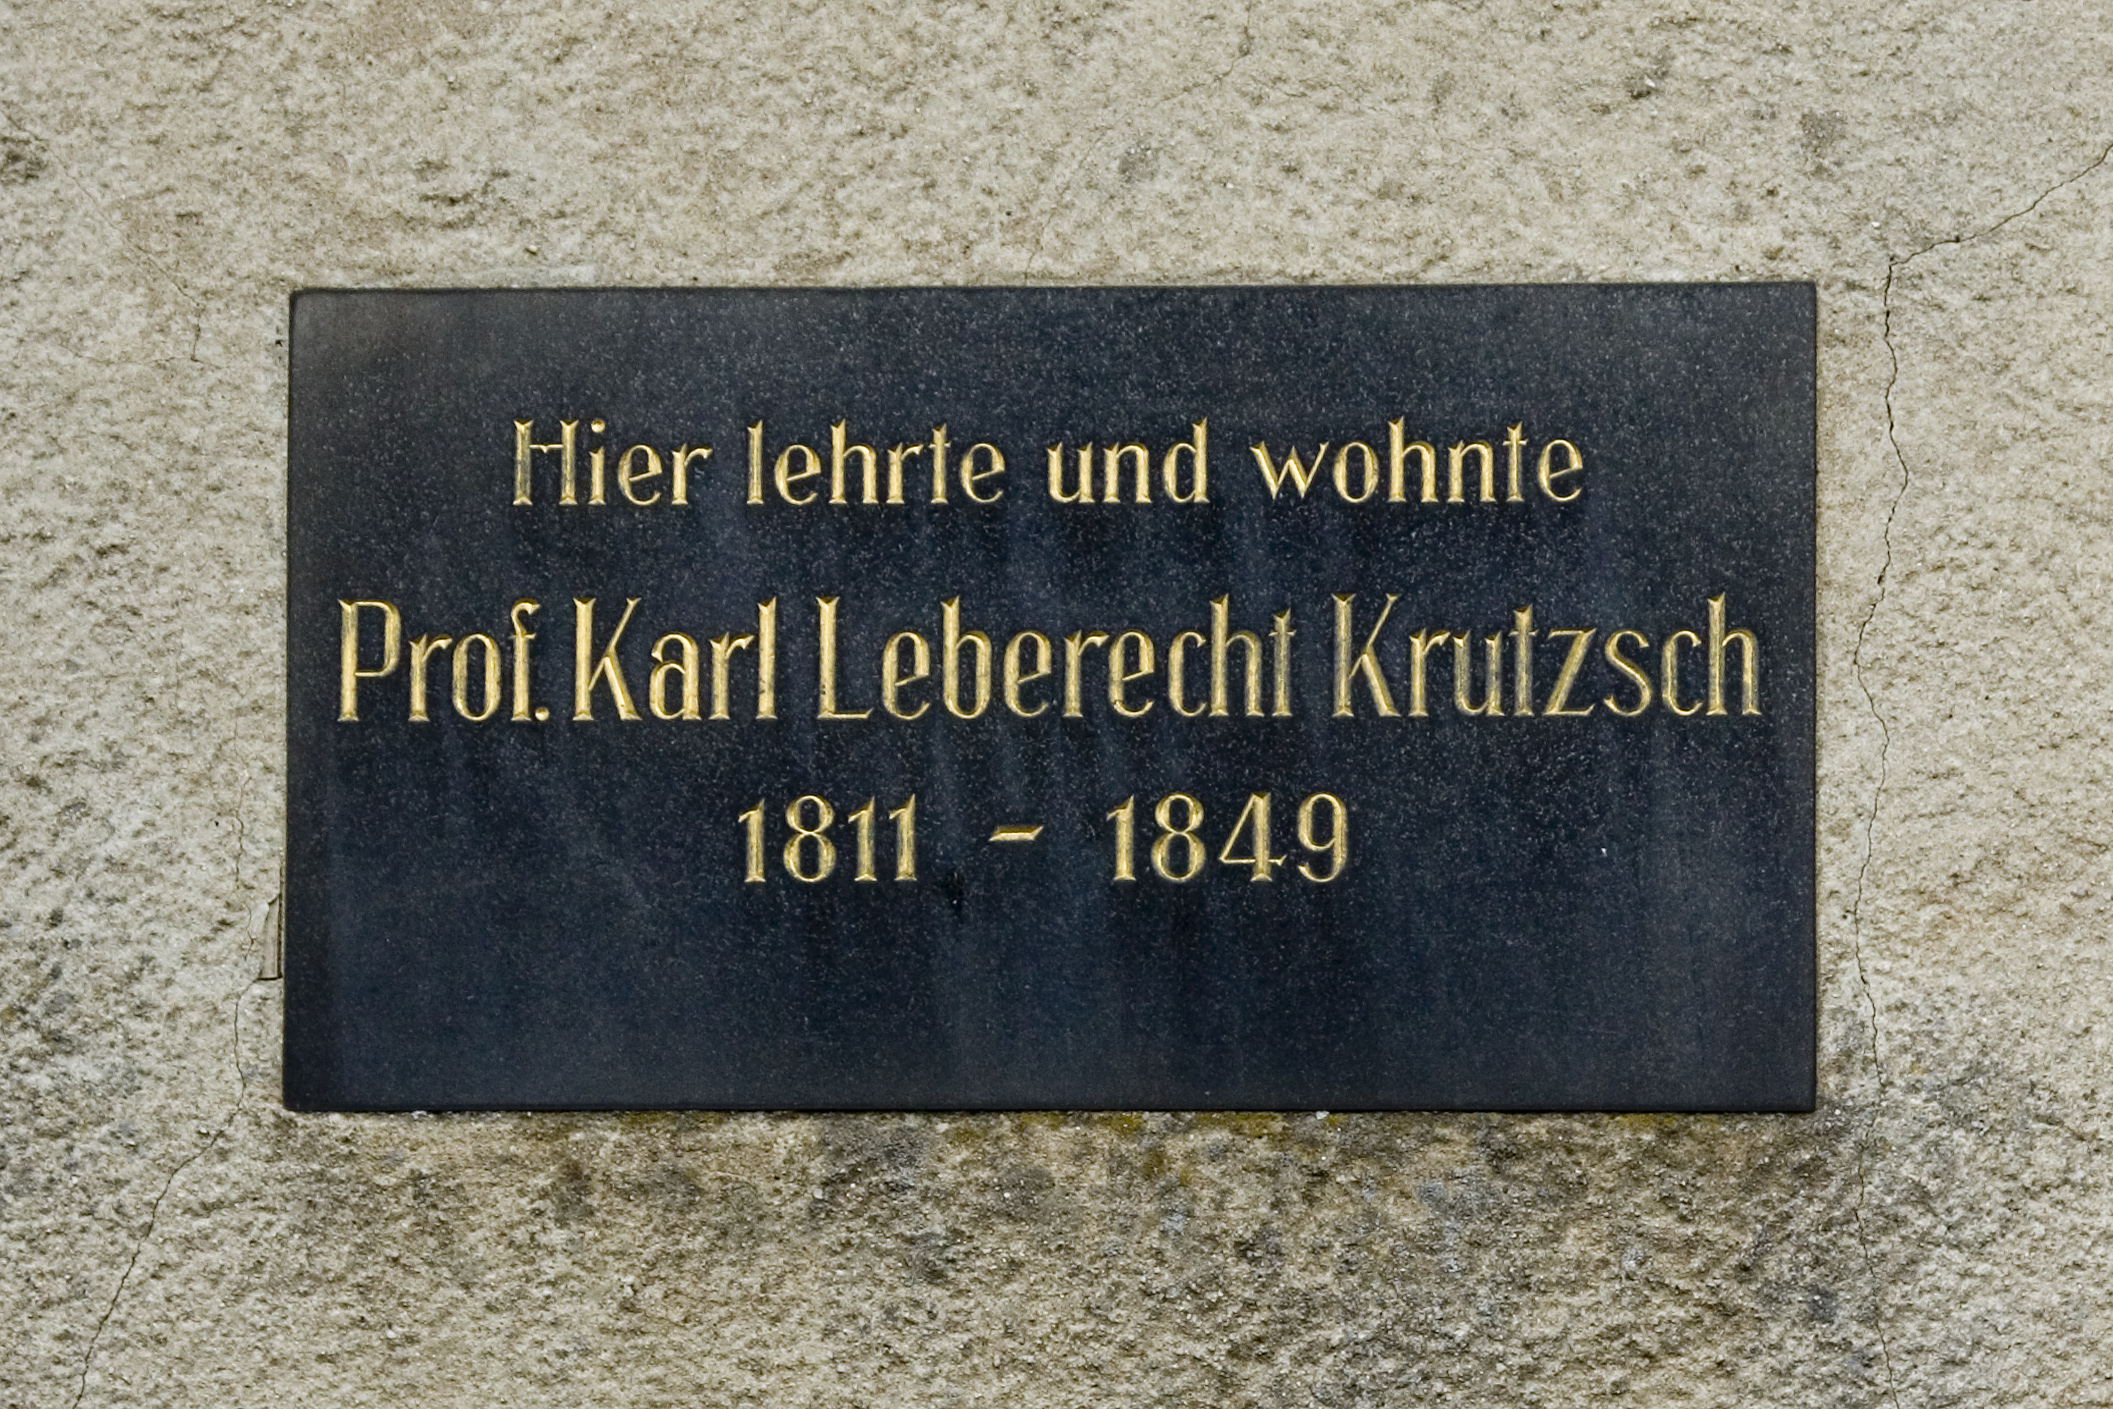 Hier lehrte und wohnte
Prof. Karl Leberecht Krutzsch
1811 - 1849